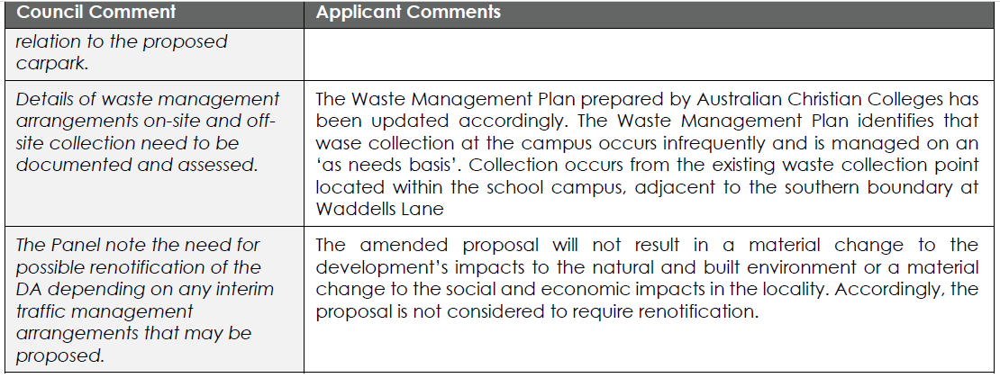 Council Comment
Applicant Comments
relation to the proposed
carpark.
Details of waste management
arrangements on-site and off-
site collection need to be
documented and assessed.
The Waste Management Plan prepared by Australian Christian Colleges has
been updated accordingly. The Waste Management Plan identifies that
wase collection at the campus occurs infrequently and is managed on an
‘as needs basis’. Collection occurs from the existing waste collection point
located within the school campus, adjacent to the southern boundary at
Waddells Lane
The Panel note the need for
possible renotification of the
DA depending on any interim
traffic management
arrangements that may be
proposed.
The amended proposal will not result in a material change to the
development’s impacts to the natural and built environment or a material
change to the social and economic impacts in the locality. Accordingly, the
proposal is not considered to require renotification.